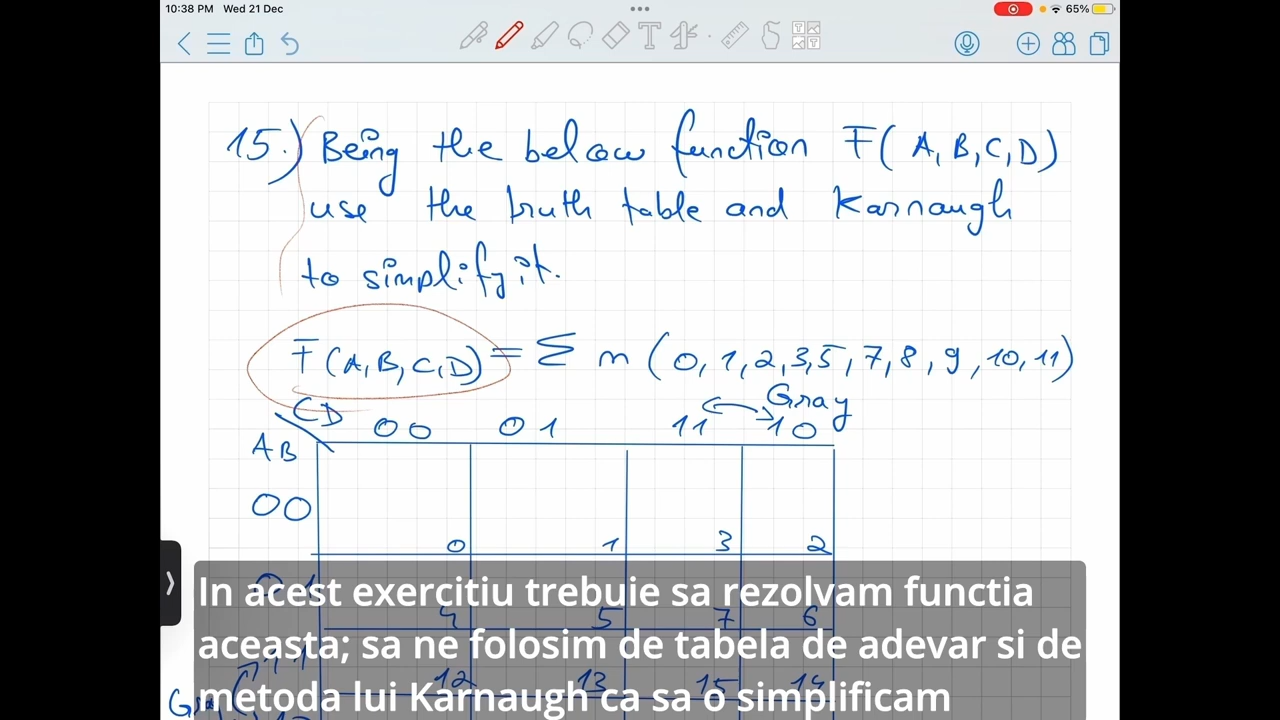 10:38 PM Wed 21 Dec
65%
15.) Being the below function F(A,B,C,D)
use the truth table and Karnaugh
to simplify it.
F(A,B,C,D) = Σ m (0,1,2,3,5,7,8,9,10,11)
Gray
CD 00 01 11 10
AB
00
0 1 3 2
4 5 7 6
12 13 15 14
In acest exercitiu trebuie sa rezolvam functia
aceasta; sa ne folosim de tabela de adevar si de
metoda lui Karnaugh ca sa o simplificam